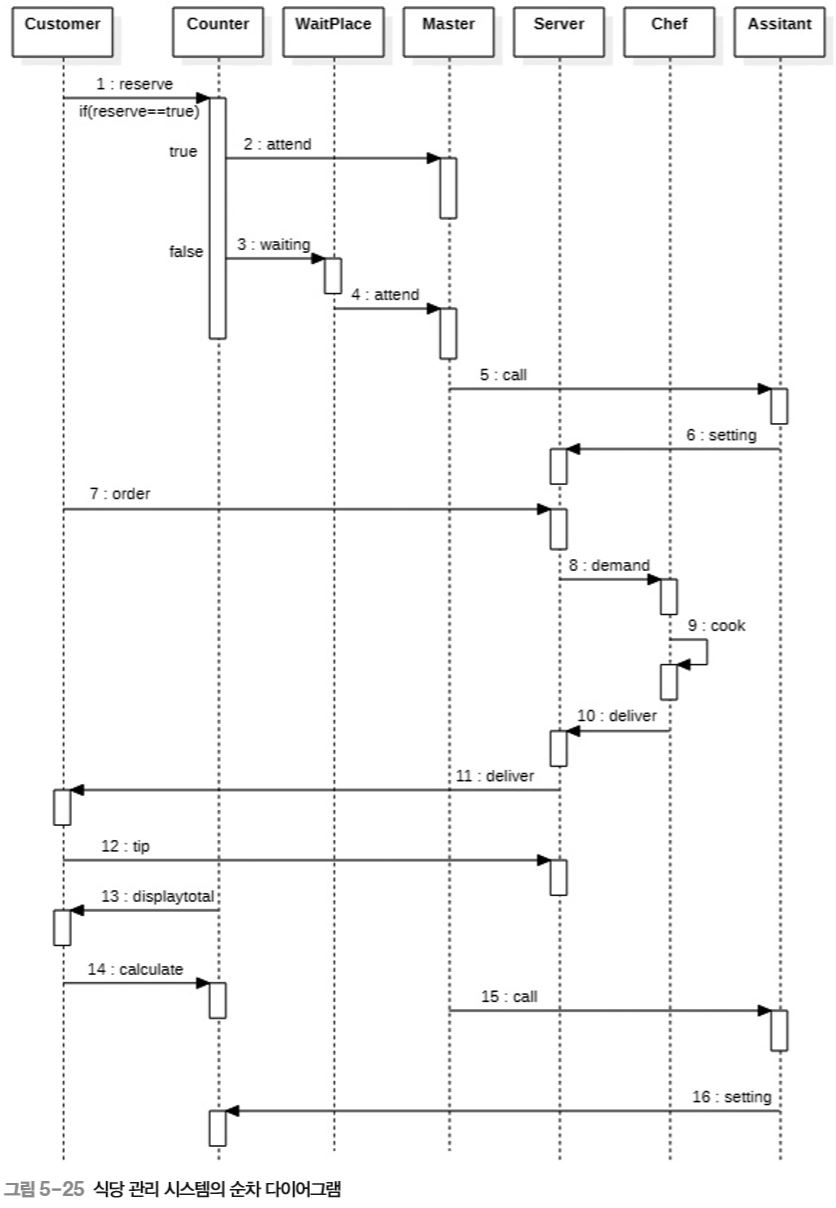 Customer
Counter
WaitPlace
Master
Server
Chef
Assitant
1 : reserve
if(reserve==true)
true
2 : attend
false
3 : waiting
4 : attend
5 : call
6 : setting
7 : order
8 : demand
9 : cook
10 : deliver
11 : deliver
12 : tip
13 : displaytotal
14 : calculate
15 : call
16 : setting
그림 5-25 식당 관리 시스템의 순차 다이어그램